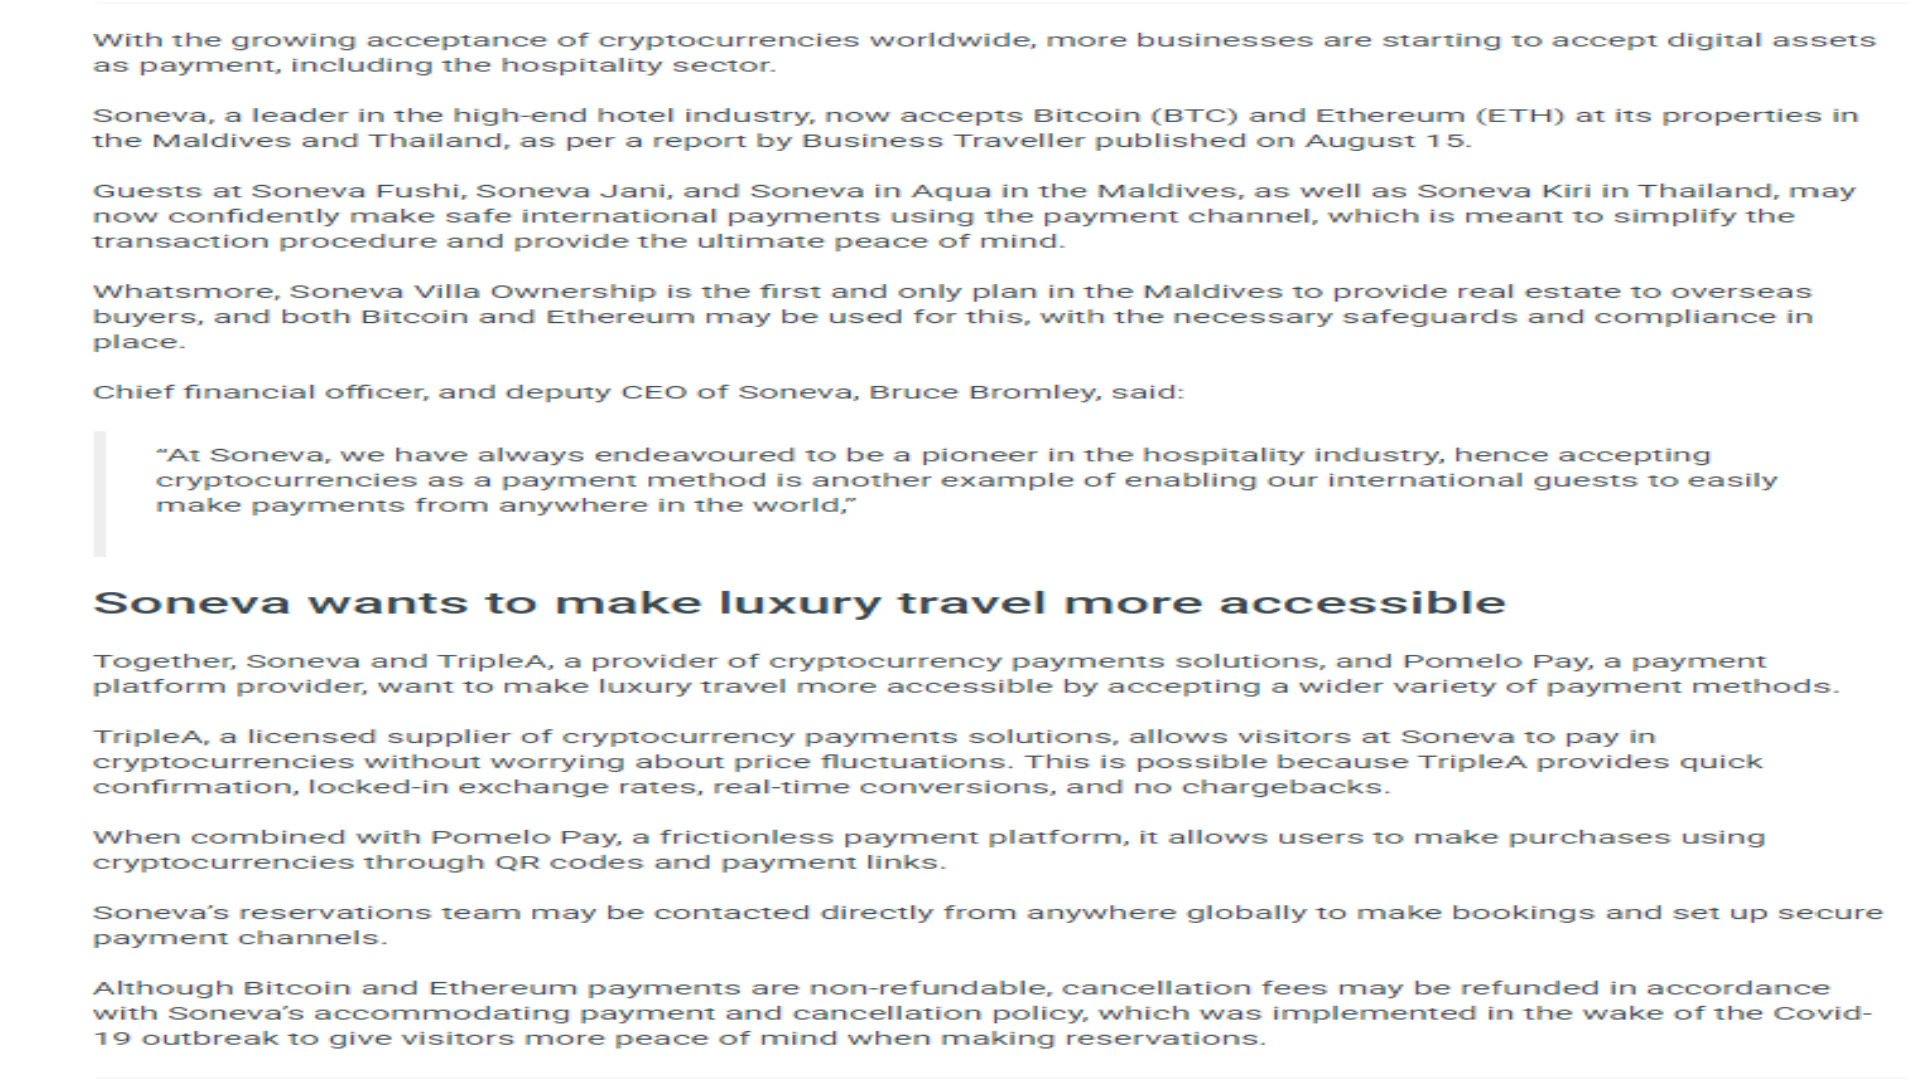 With the growing acceptance of cryptocurrencies worldwide, more businesses are starting to accept digital assets
as payment, including the hospitality sector.
Soneva, a leader in the high-end hotel industry, now accepts Bitcoin (BTC) and Ethereum (ETH) at its properties in
the Maldives and Thailand, as per a report by Business Traveller published on August 15.
Guests at Soneva Fushi, Soneva Jani, and Soneva in Aqua in the Maldives, as well as Soneva Kiri in Thailand, may
now confidently make safe international payments using the payment channel, which is meant to simplify the
transaction procedure and provide the ultimate peace of mind.
Whatsmore, Soneva Villa Ownership is the first and only plan in the Maldives to provide real estate to overseas
buyers, and both Bitcoin and Ethereum may be used for this, with the necessary safeguards and compliance in
place.
Chief financial officer, and deputy CEO of Soneva, Bruce Bromley, said:
“At Soneva, we have always endeavoured to be a pioneer in the hospitality industry, hence accepting
cryptocurrencies as a payment method is another example of enabling our international guests to easily
make payments from anywhere in the world,”
Soneva wants to make luxury travel more accessible
Together, Soneva and TripleA, a provider of cryptocurrency payments solutions, and Pomelo Pay, a payment
platform provider, want to make luxury travel more accessible by accepting a wider variety of payment methods.
TripleA, a licensed supplier of cryptocurrency payments solutions, allows visitors at Soneva to pay in
cryptocurrencies without worrying about price fluctuations. This is possible because TripleA provides quick
confirmation, locked-in exchange rates, real-time conversions, and no chargebacks.
When combined with Pomelo Pay, a frictionless payment platform, it allows users to make purchases using
cryptocurrencies through QR codes and payment links.
Soneva’s reservations team may be contacted directly from anywhere globally to make bookings and set up secure
payment channels.
Although Bitcoin and Ethereum payments are non-refundable, cancellation fees may be refunded in accordance
with Soneva’s accommodating payment and cancellation policy, which was implemented in the wake of the Covid-
19 outbreak to give visitors more peace of mind when making reservations.